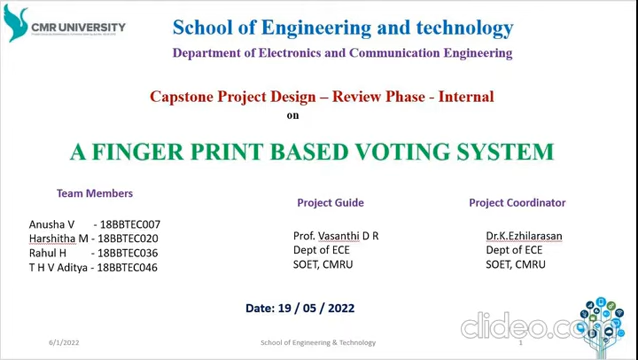 CMR UNIVERSITY
School of Engineering and technology
Department of Electronics and Communication Engineering
Capstone Project Design – Review Phase - Internal
on
A FINGER PRINT BASED VOTING SYSTEM
Team Members
Anusha V - 18BBTEC007
Harshitha M - 18BBTEC020
Rahul H - 18BBTEC036
T H V Aditya - 18BBTEC046
Project Guide
Prof. Vasanthi D R
Dept of ECE
SOET, CMRU
Project Coordinator
Dr.K.Ezhilarasan
Dept of ECE
SOET, CMRU
Date: 19 / 05 / 2022
clideo.com
6/1/2022
School of Engineering & Technology
1